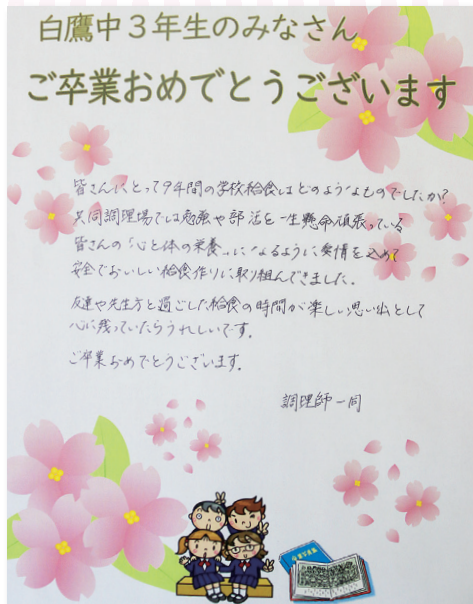 白鷹中３年生のみなさん
ご卒業おめでとうございます
皆さんにとって9年間の学校給食はどのようなものでしたか?
共同調理場では勉強や部活を一生懸命頑張っている
皆さんの「心と体の栄養」になるように愛情を込めて
安全でおいしい給食作りに取り組んできました。
友達や先生方と過ごした給食の時間が楽しい思い出として
心に残っていたらうれしいです。
ご卒業おめでとうございます。
調理師一同